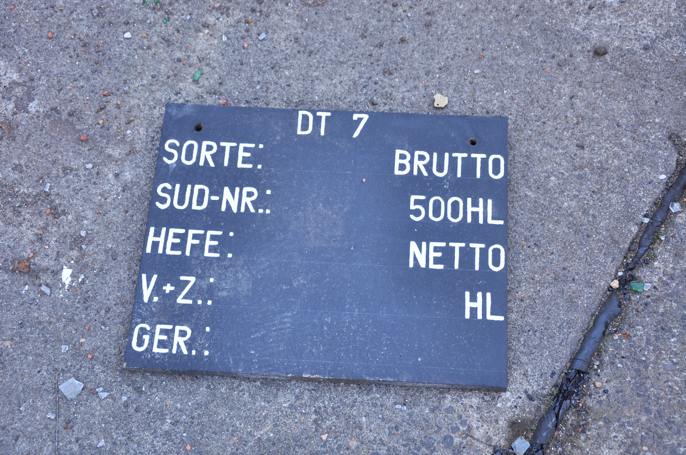 DT 7
SORTE: BRUTTO
SUD-NR.: 500HL
HEFE: NETTO
V.+Z.: HL
GER.: